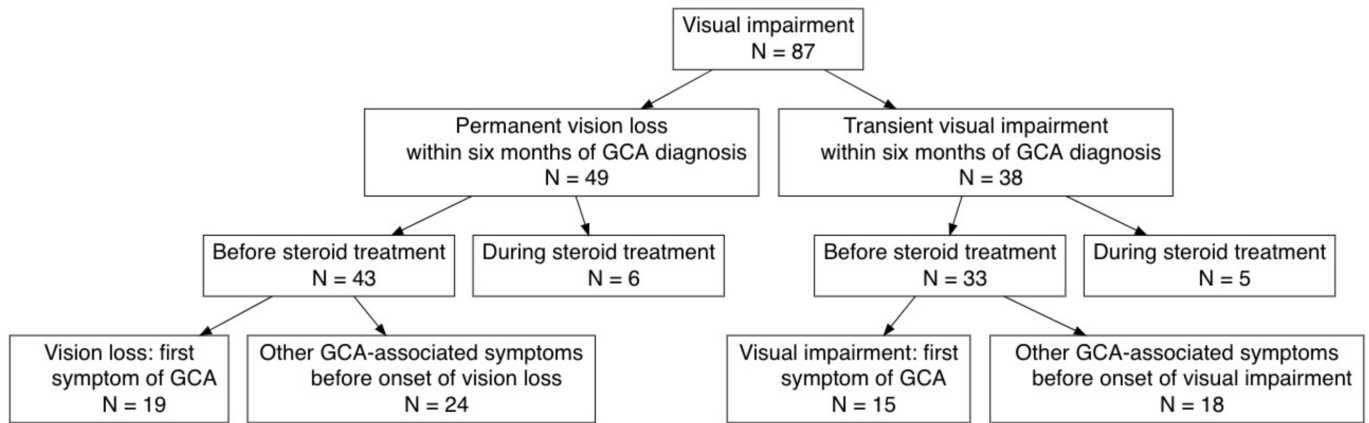 Visual impairment
N = 87
Permanent vision loss
within six months of GCA diagnosis
N = 49
Transient visual impairment
within six months of GCA diagnosis
N = 38
Before steroid treatment
N = 43
During steroid treatment
N = 6
Before steroid treatment
N = 33
During steroid treatment
N = 5
Vision loss: first
symptom of GCA
N = 19
Other GCA-associated symptoms
before onset of vision loss
N = 24
Visual impairment: first
symptom of GCA
N = 15
Other GCA-associated symptoms
before onset of visual impairment
N = 18